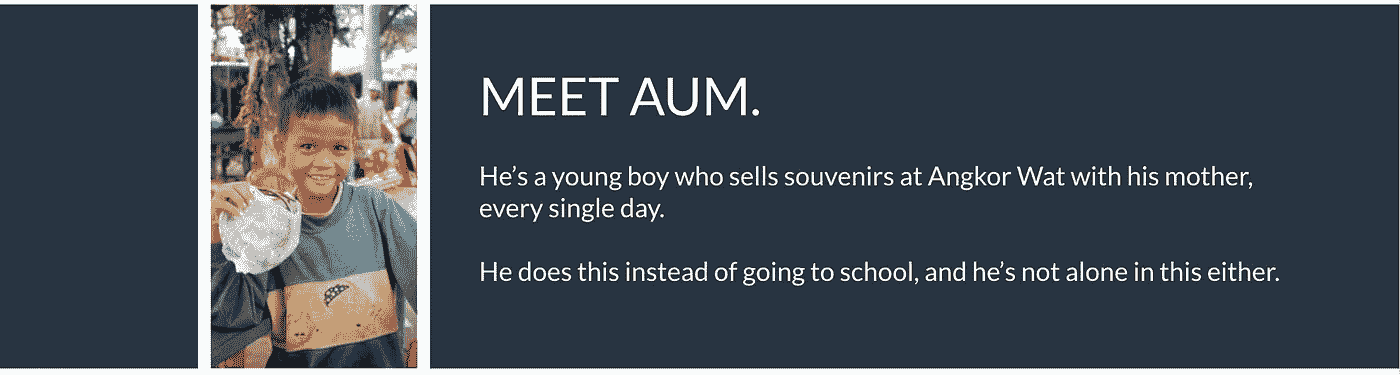 MEET AUM.
He’s a young boy who sells souvenirs at Angkor Wat with his mother,
every single day.
He does this instead of going to school, and he’s not alone in this either.